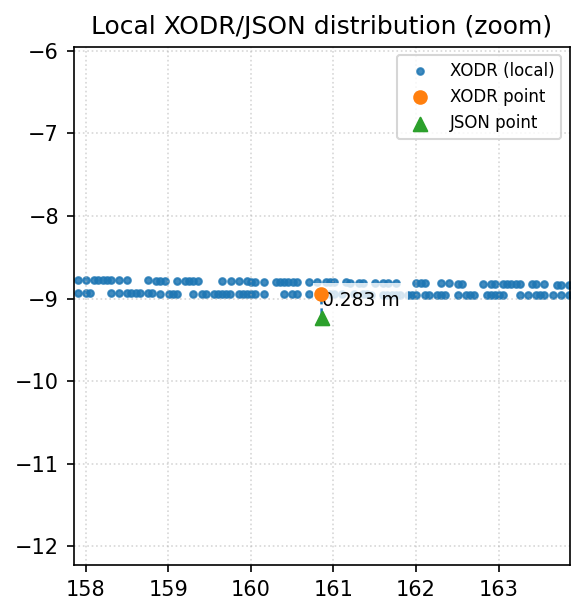 Local XODR/JSON distribution (zoom)
−6
−7
−8
−9
−10
−11
−12
XODR (local)
XODR point
JSON point
0.283 m
158
159
160
161
162
163